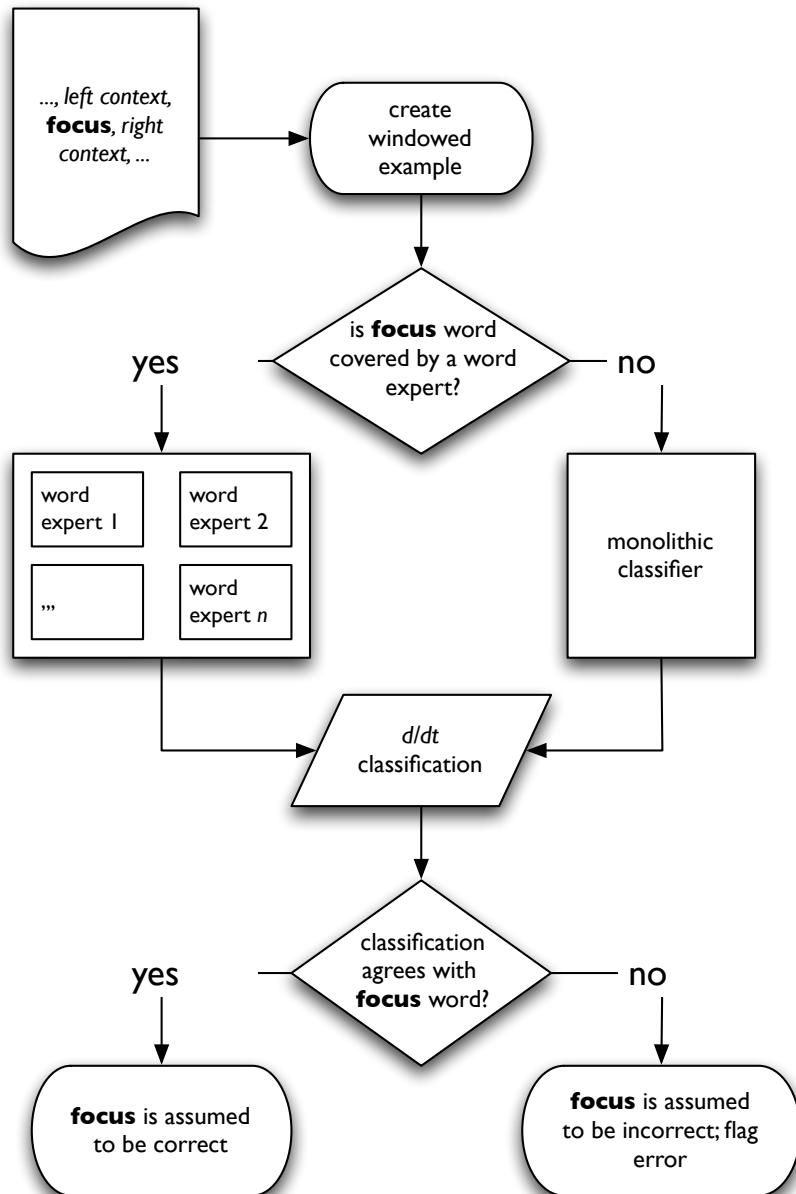 ..., left context,
focus, right
context, ...
create
windowed
example
is focus word
covered by a word
expert?
yes
no
word
expert 1
word
expert 2
,,,
word
expert n
monolithic
classifier
d/dt
classification
classification
agrees with
focus word?
yes
no
focus is assumed
to be correct
focus is assumed
to be incorrect; flag
error